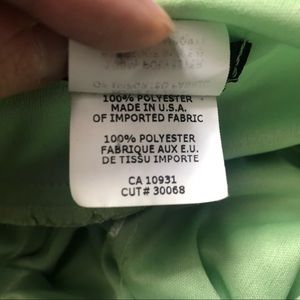 100% POLYESTER
MADE IN U.S.A.
OF IMPORTED FABRIC
100% POLYESTER
FABRIQUE AUX E.U.
DE TISSU IMPORTE
CA 10931
CUT# 30068